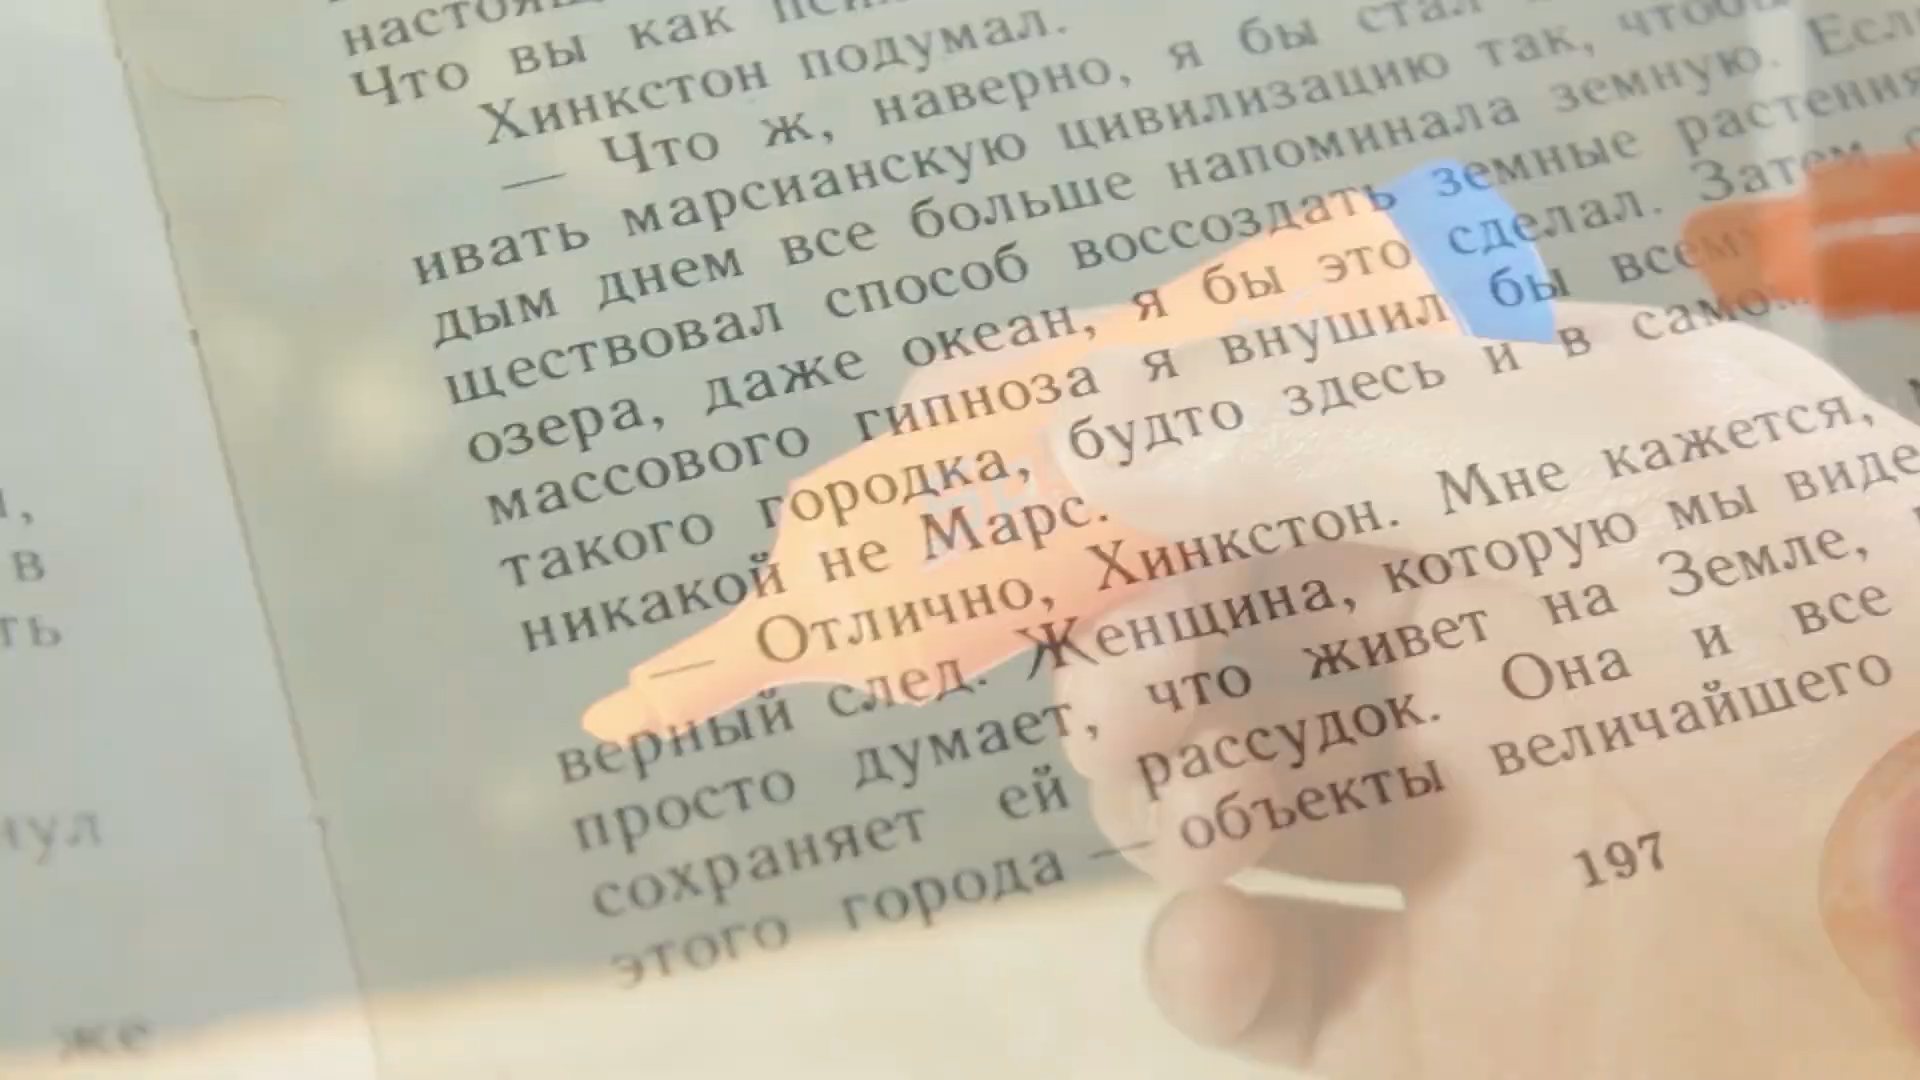 Что вы как
Хинкстон подумал.
— Что ж, наверно, я бы стал
ивать марсианскую цивилизацию так, чтобы
дым днем все больше напоминала земную. Если
ществовал способ воссоздать земные растения
озера, даже океан, я бы это сделал. Затем
массового гипноза я внушил бы всем
такого городка, будто здесь и в самом
никакой не Марс.
— Отлично, Хинкстон. Мне кажется,
верный след. Женщина, которую мы виде
просто думает, что живет на Земле,
сохраняет ей рассудок. Она и все
этого города — объекты величайшего
197
в
ть
нул
же